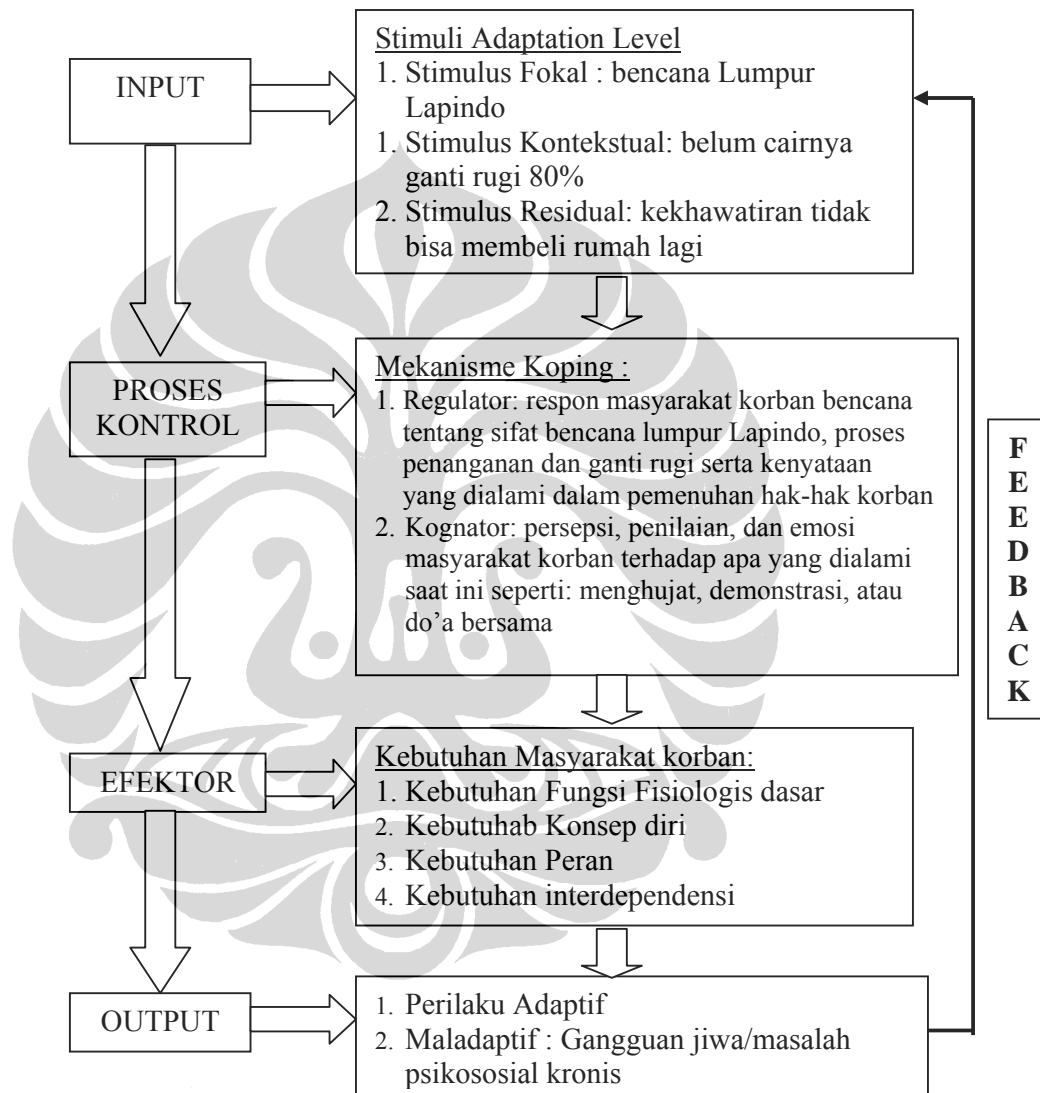 INPUT
Stimuli Adaptation Level
1. Stimulus Fokal : bencana Lumpur
Lapindo
1. Stimulus Kontekstual: belum cairnya
ganti rugi 80%
2. Stimulus Residual: kekhawatiran tidak
bisa membeli rumah lagi
PROSES
KONTROL
Mekanisme Koping :
1. Regulator: respon masyarakat korban bencana
tentang sifat bencana lumpur Lapindo, proses
penanganan dan ganti rugi serta kenyataan
yang dialami dalam pemenuhan hak-hak korban
2. Kognator: persepsi, penilaian, dan emosi
masyarakat korban terhadap apa yang dialami
saat ini seperti: menghujat, demonstrasi, atau
do’a bersama
EFEKTOR
Kebutuhan Masyarakat korban:
1. Kebutuhan Fungsi Fisiologis dasar
2. Kebutuhab Konsep diri
3. Kebutuhan Peran
4. Kebutuhan interdependensi
OUTPUT
1. Perilaku Adaptif
2. Maladaptif : Gangguan jiwa/masalah
psikososial kronis
F
E
E
D
B
A
C
K